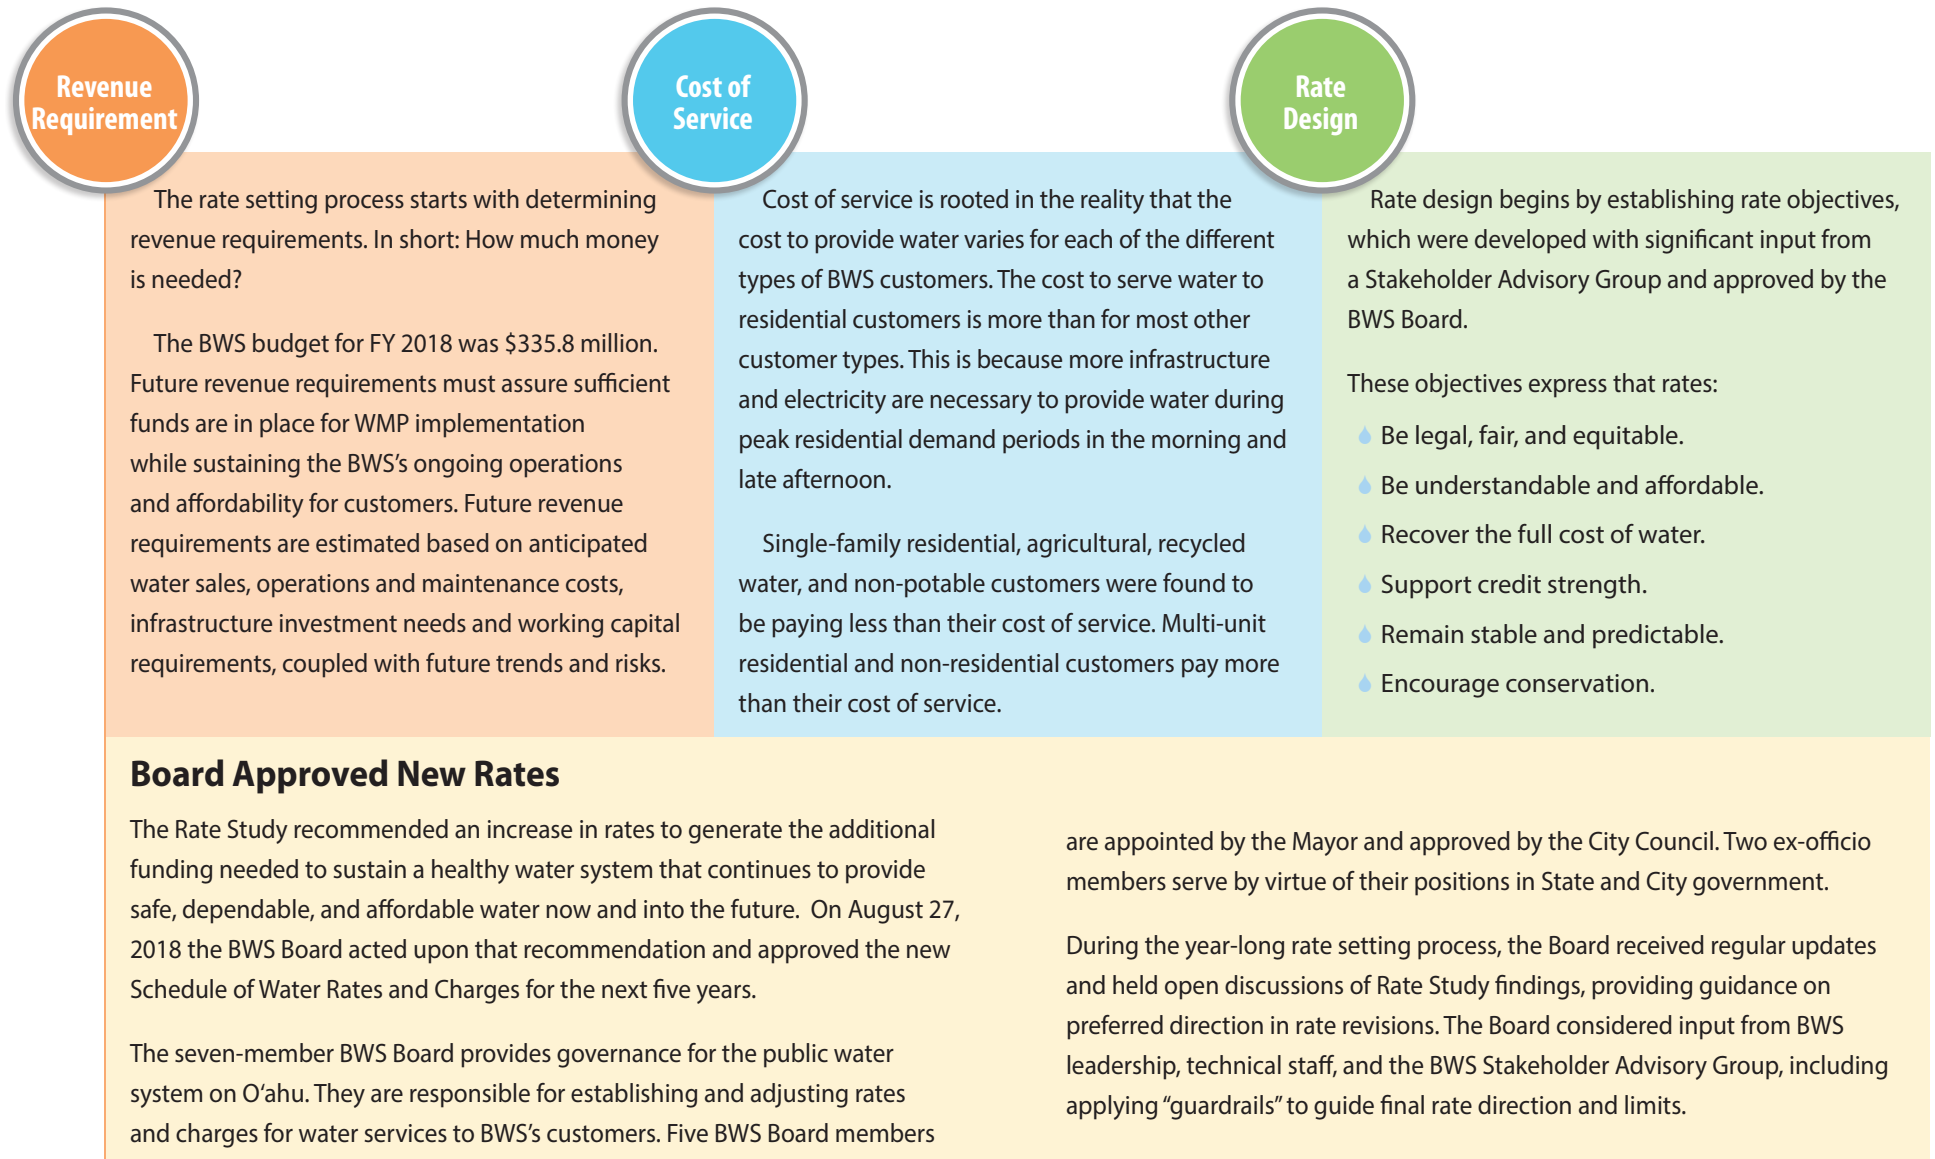 Revenue
Requirement
The rate setting process starts with determining
revenue requirements. In short: How much money
is needed?
The BWS budget for FY 2018 was $335.8 million.
Future revenue requirements must assure sufficient
funds are in place for WMP implementation
while sustaining the BWS's ongoing operations
and affordability for customers. Future revenue
requirements are estimated based on anticipated
water sales, operations and maintenance costs,
infrastructure investment needs and working capital
requirements, coupled with future trends and risks.
Cost of
Service
Cost of service is rooted in the reality that the
cost to provide water varies for each of the different
types of BWS customers. The cost to serve water to
residential customers is more than for most other
customer types. This is because more infrastructure
and electricity are necessary to provide water during
peak residential demand periods in the morning and
late afternoon.
Single-family residential, agricultural, recycled
water, and non-potable customers were found to
be paying less than their cost of service. Multi-unit
residential and non-residential customers pay more
than their cost of service.
Rate
Design
Rate design begins by establishing rate objectives,
which were developed with significant input from
a Stakeholder Advisory Group and approved by the
BWS Board.
These objectives express that rates:
Be legal, fair, and equitable.
Be understandable and affordable.
Recover the full cost of water.
Support credit strength.
Remain stable and predictable.
Encourage conservation.
Board Approved New Rates
The Rate Study recommended an increase in rates to generate the additional
funding needed to sustain a healthy water system that continues to provide
safe, dependable, and affordable water now and into the future.  On August 27,
2018 the BWS Board acted upon that recommendation and approved the new
Schedule of Water Rates and Charges for the next five years.
The seven-member BWS Board provides governance for the public water
system on O‘ahu. They are responsible for establishing and adjusting rates
and charges for water services to BWS's customers. Five BWS Board members
are appointed by the Mayor and approved by the City Council. Two ex-officio
members serve by virtue of their positions in State and City government.
During the year-long rate setting process, the Board received regular updates
and held open discussions of Rate Study findings, providing guidance on
preferred direction in rate revisions. The Board considered input from BWS
leadership, technical staff, and the BWS Stakeholder Advisory Group, including
applying “guardrails” to guide final rate direction and limits.